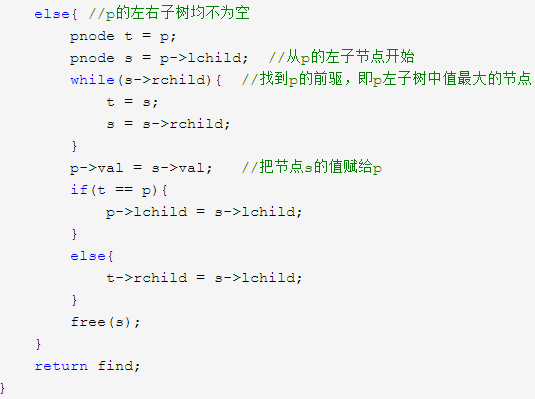 else{ //p的左右子树均不为空
pnode t = p;
pnode s = p->lchild;  //从p的左子节点开始
while(s->rchild){  //找到p的前驱，即p左子树中值最大的节点
t = s;
s = s->rchild;
}
p->val = s->val;   //把节点s的值赋给p
if(t == p){
p->lchild = s->lchild;
}
else{
t->rchild = s->lchild;
}
free(s);
}
return find;
}